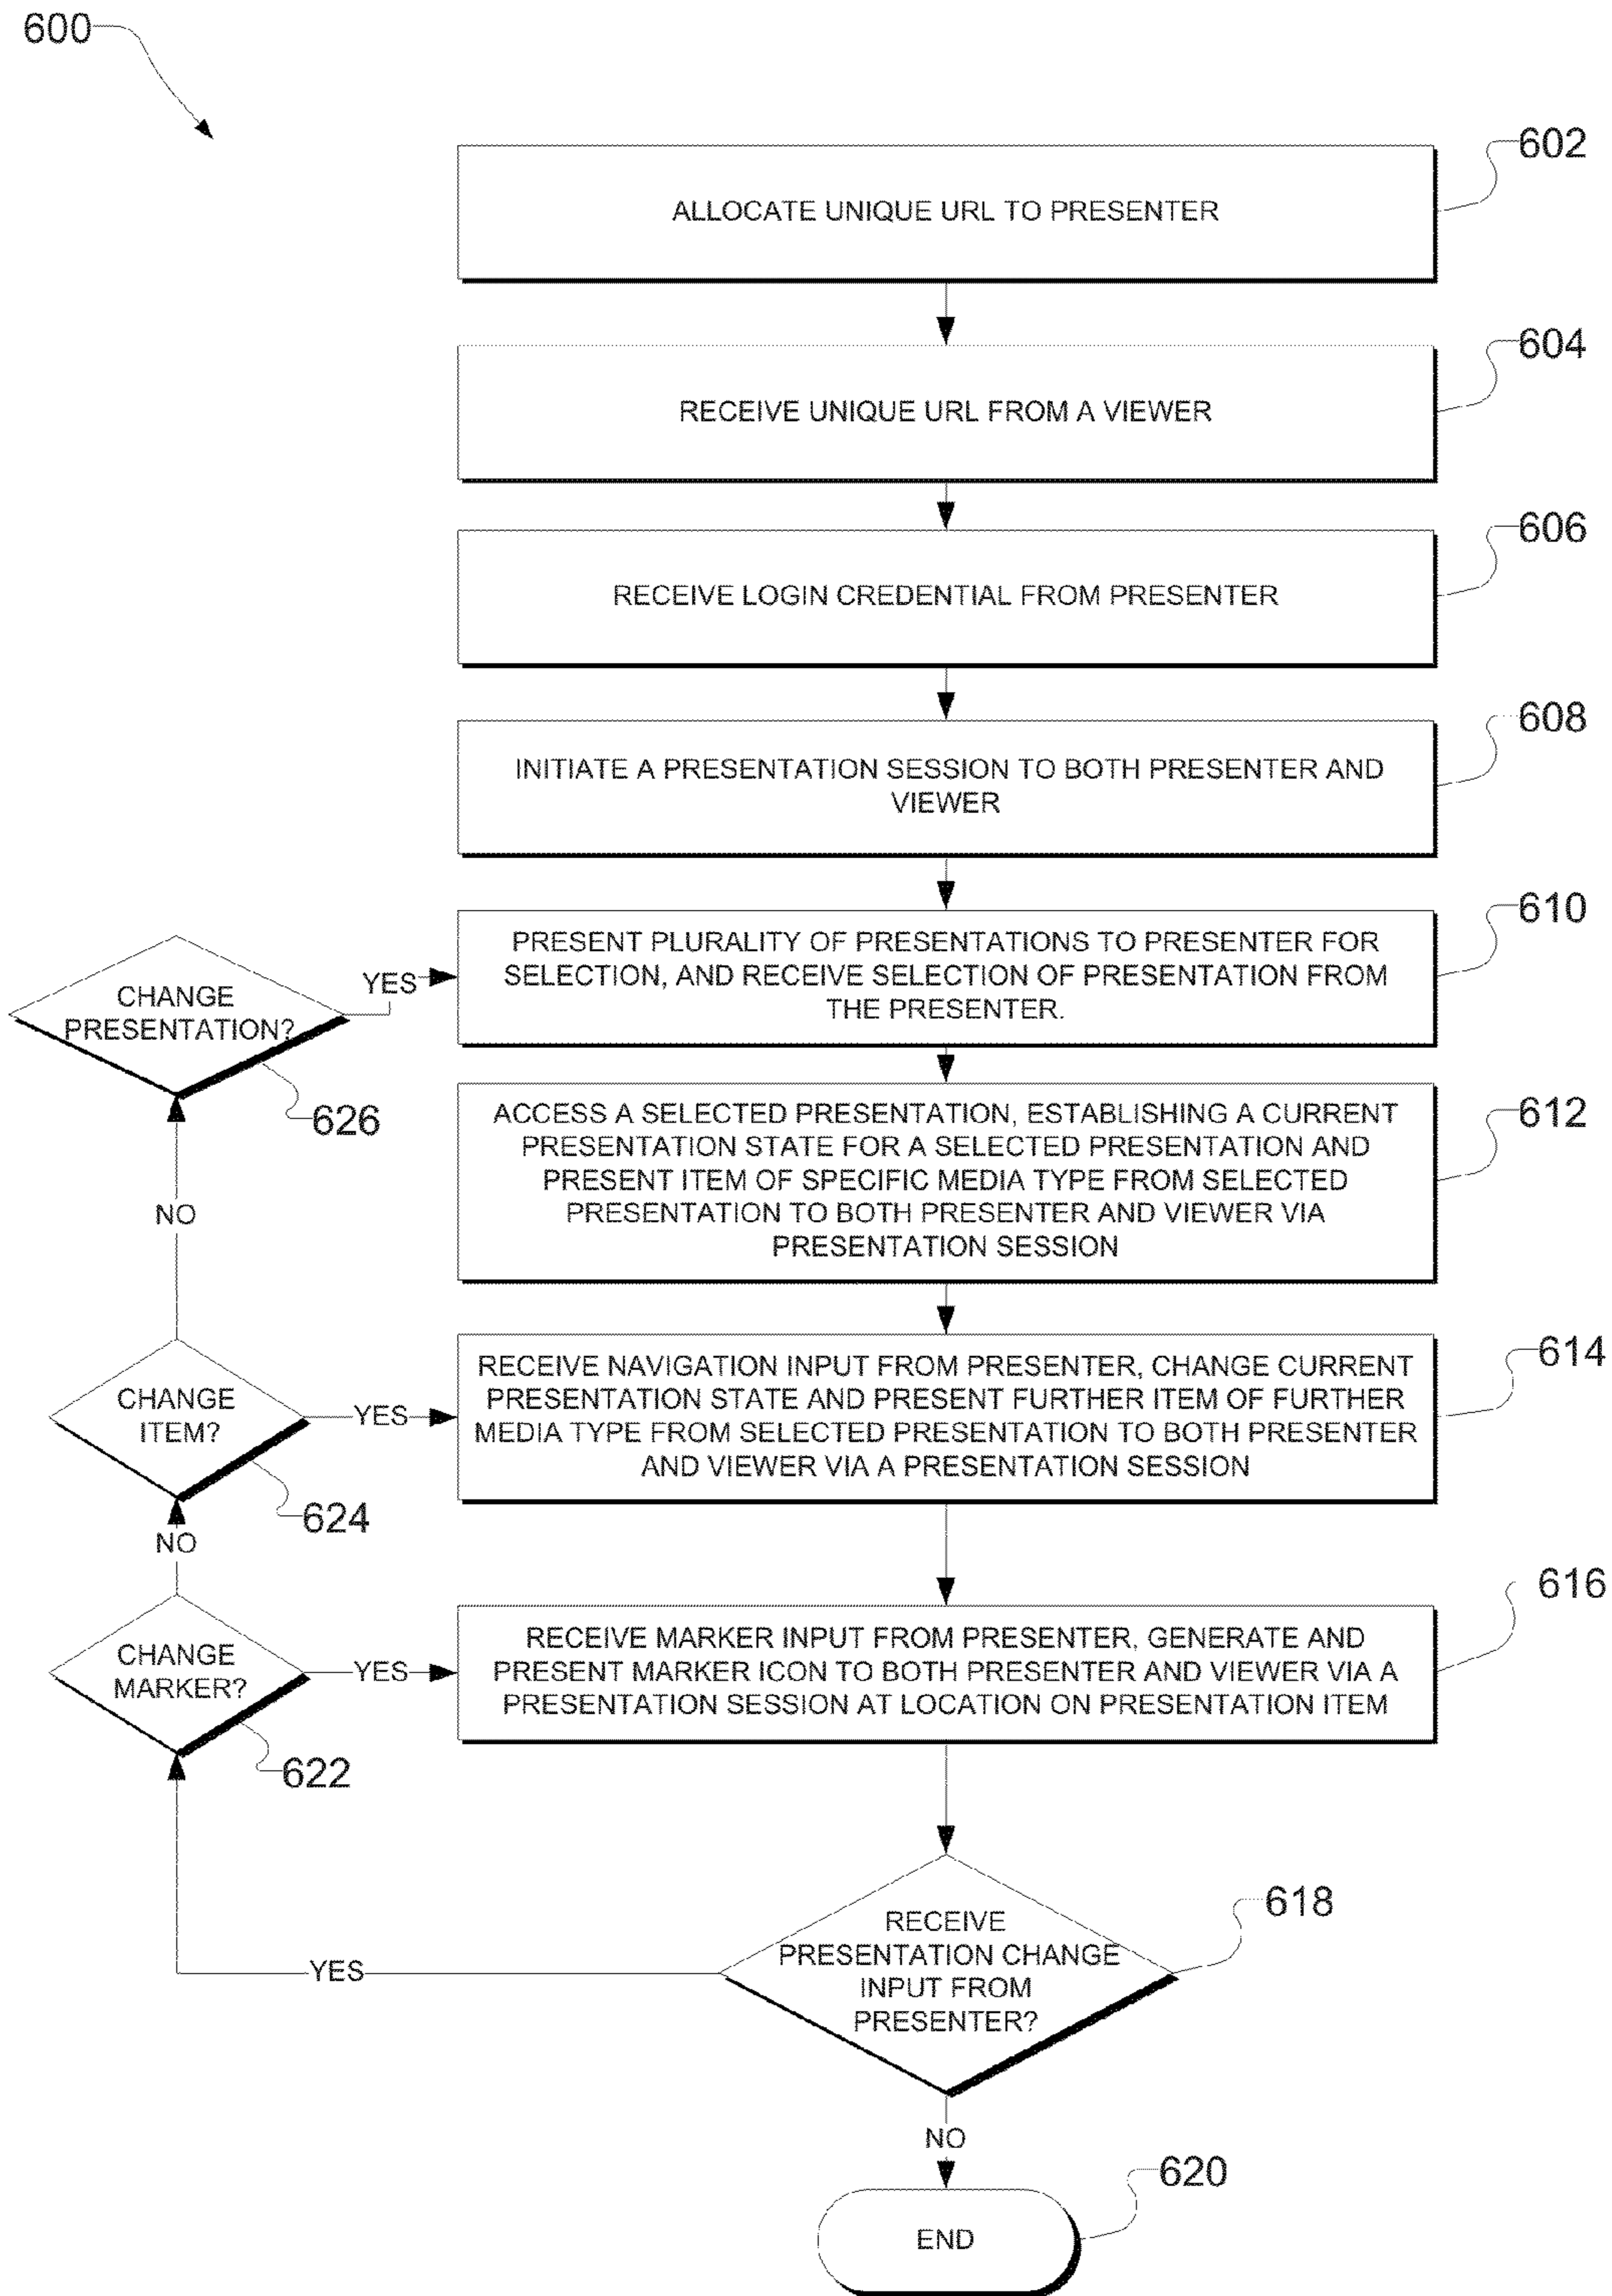 600
602
ALLOCATE UNIQUE URL TO PRESENTER
604
RECEIVE UNIQUE URL FROM A VIEWER
606
RECEIVE LOGIN CREDENTIAL FROM PRESENTER
608
INITIATE A PRESENTATION SESSION TO BOTH PRESENTER AND
VIEWER
610
PRESENT PLURALITY OF PRESENTATIONS TO PRESENTER FOR
SELECTION, AND RECEIVE SELECTION OF PRESENTATION FROM
THE PRESENTER.
YES
CHANGE
PRESENTATION?
626
NO
612
ACCESS A SELECTED PRESENTATION, ESTABLISHING A CURRENT
PRESENTATION STATE FOR A SELECTED PRESENTATION AND
PRESENT ITEM OF SPECIFIC MEDIA TYPE FROM SELECTED
PRESENTATION TO BOTH PRESENTER AND VIEWER VIA
PRESENTATION SESSION
614
RECEIVE NAVIGATION INPUT FROM PRESENTER, CHANGE CURRENT
PRESENTATION STATE AND PRESENT FURTHER ITEM OF FURTHER
MEDIA TYPE FROM SELECTED PRESENTATION TO BOTH PRESENTER
AND VIEWER VIA A PRESENTATION SESSION
CHANGE
ITEM?
YES
624
NO
616
RECEIVE MARKER INPUT FROM PRESENTER, GENERATE AND
PRESENT MARKER ICON TO BOTH PRESENTER AND VIEWER VIA A
PRESENTATION SESSION AT LOCATION ON PRESENTATION ITEM
CHANGE
MARKER?
YES
622
618
RECEIVE
PRESENTATION CHANGE
INPUT FROM
PRESENTER?
YES
NO
620
END